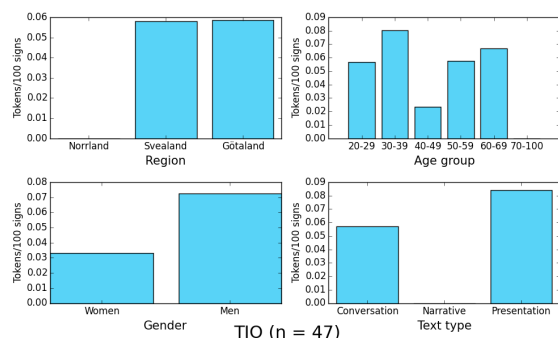 0.06
0.05
0.04
0.03
0.02
0.01
0.00
Tokens/100 signs
Norrland Svealand Götaland
Region
0.09
0.08
0.07
0.06
0.05
0.04
0.03
0.02
0.01
0.00
Tokens/100 signs
20-29 30-39 40-49 50-59 60-69 70-100
Age group
0.08
0.07
0.06
0.05
0.04
0.03
0.02
0.01
0.00
Tokens/100 signs
Women Men
Gender
0.09
0.08
0.07
0.06
0.05
0.04
0.03
0.02
0.01
0.00
Tokens/100 signs
Conversation Narrative Presentation
Text type
TIO (n = 47)